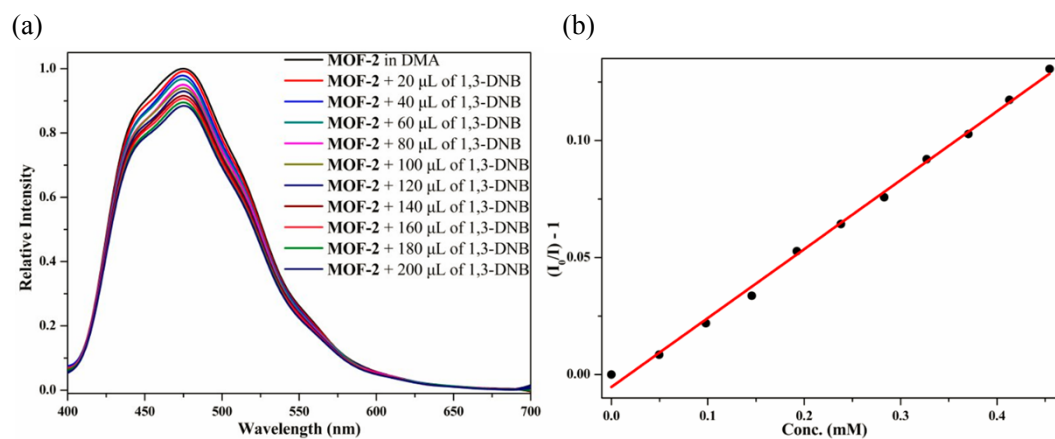 (a)
(b)
MOF-2 in DMA
MOF-2 + 20 μL of 1,3-DNB
MOF-2 + 40 μL of 1,3-DNB
MOF-2 + 60 μL of 1,3-DNB
MOF-2 + 80 μL of 1,3-DNB
MOF-2 + 100 μL of 1,3-DNB
MOF-2 + 120 μL of 1,3-DNB
MOF-2 + 140 μL of 1,3-DNB
MOF-2 + 160 μL of 1,3-DNB
MOF-2 + 180 μL of 1,3-DNB
MOF-2 + 200 μL of 1,3-DNB
Relative Intensity
1.0
0.8
0.6
0.4
0.2
0.0
400 450 500 550 600 650 700
Wavelength (nm)
(I₀/I) - 1
0.10
0.05
0.00
0.0 0.1 0.2 0.3 0.4
Conc. (mM)